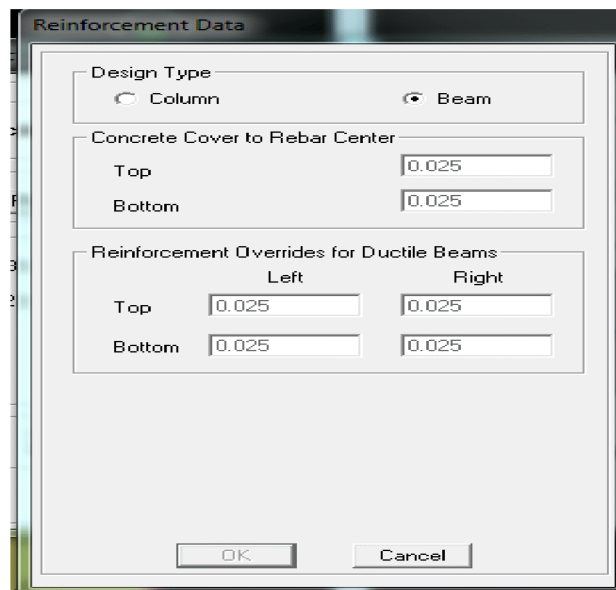 Reinforcement Data
Design Type
Column Beam
Concrete Cover to Rebar Center
Top 0.025
Bottom 0.025
Reinforcement Overrides for Ductile Beams
Left Right
Top 0.025 0.025
Bottom 0.025 0.025
OK Cancel